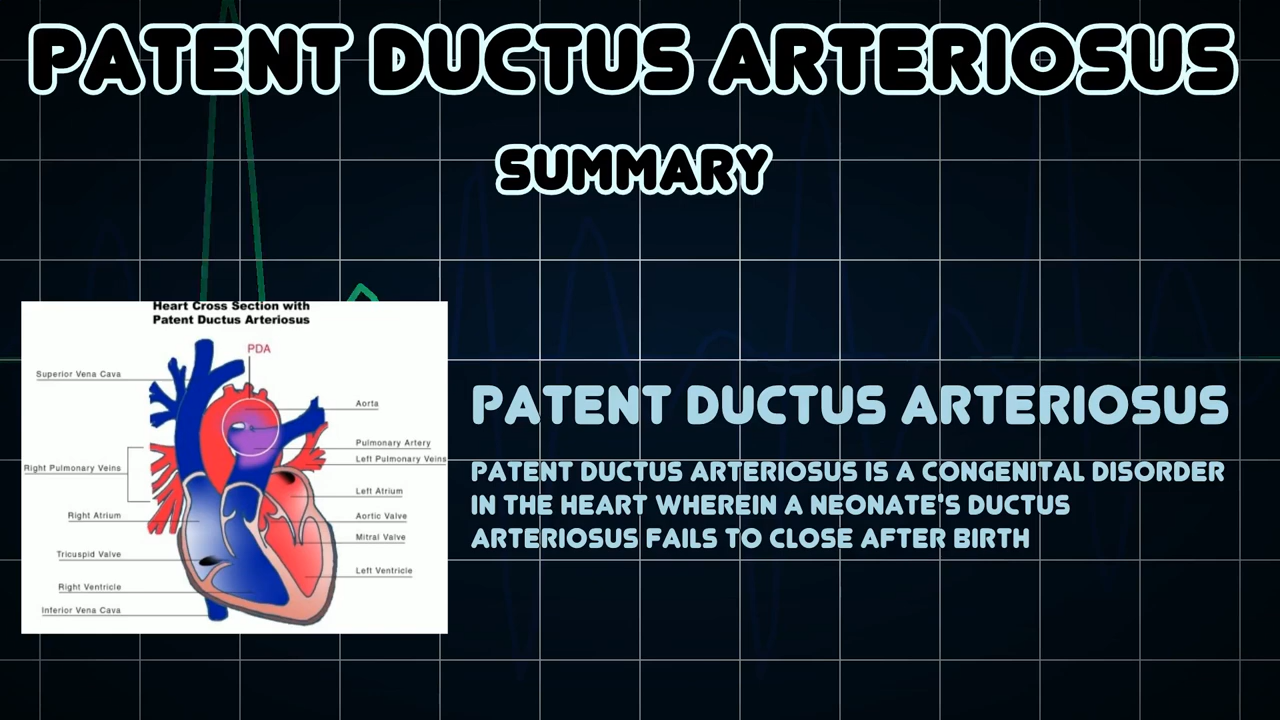 PATENT DUCTUS ARTERIOSUS
SUMMARY
Heart Cross Section with
Patent Ductus Arteriosus
PDA
Superior Vena Cava
Aorta
Pulmonary Artery
Left Pulmonary Veins
Right Pulmonary Veins
Left Atrium
Right Atrium
Aortic Valve
Mitral Valve
Tricuspid Valve
Left Ventricle
Right Ventricle
Inferior Vena Cava
PATENT DUCTUS ARTERIOSUS
PATENT DUCTUS ARTERIOSUS IS A CONGENITAL DISORDER
IN THE HEART WHEREIN A NEONATE'S DUCTUS
ARTERIOSUS FAILS TO CLOSE AFTER BIRTH